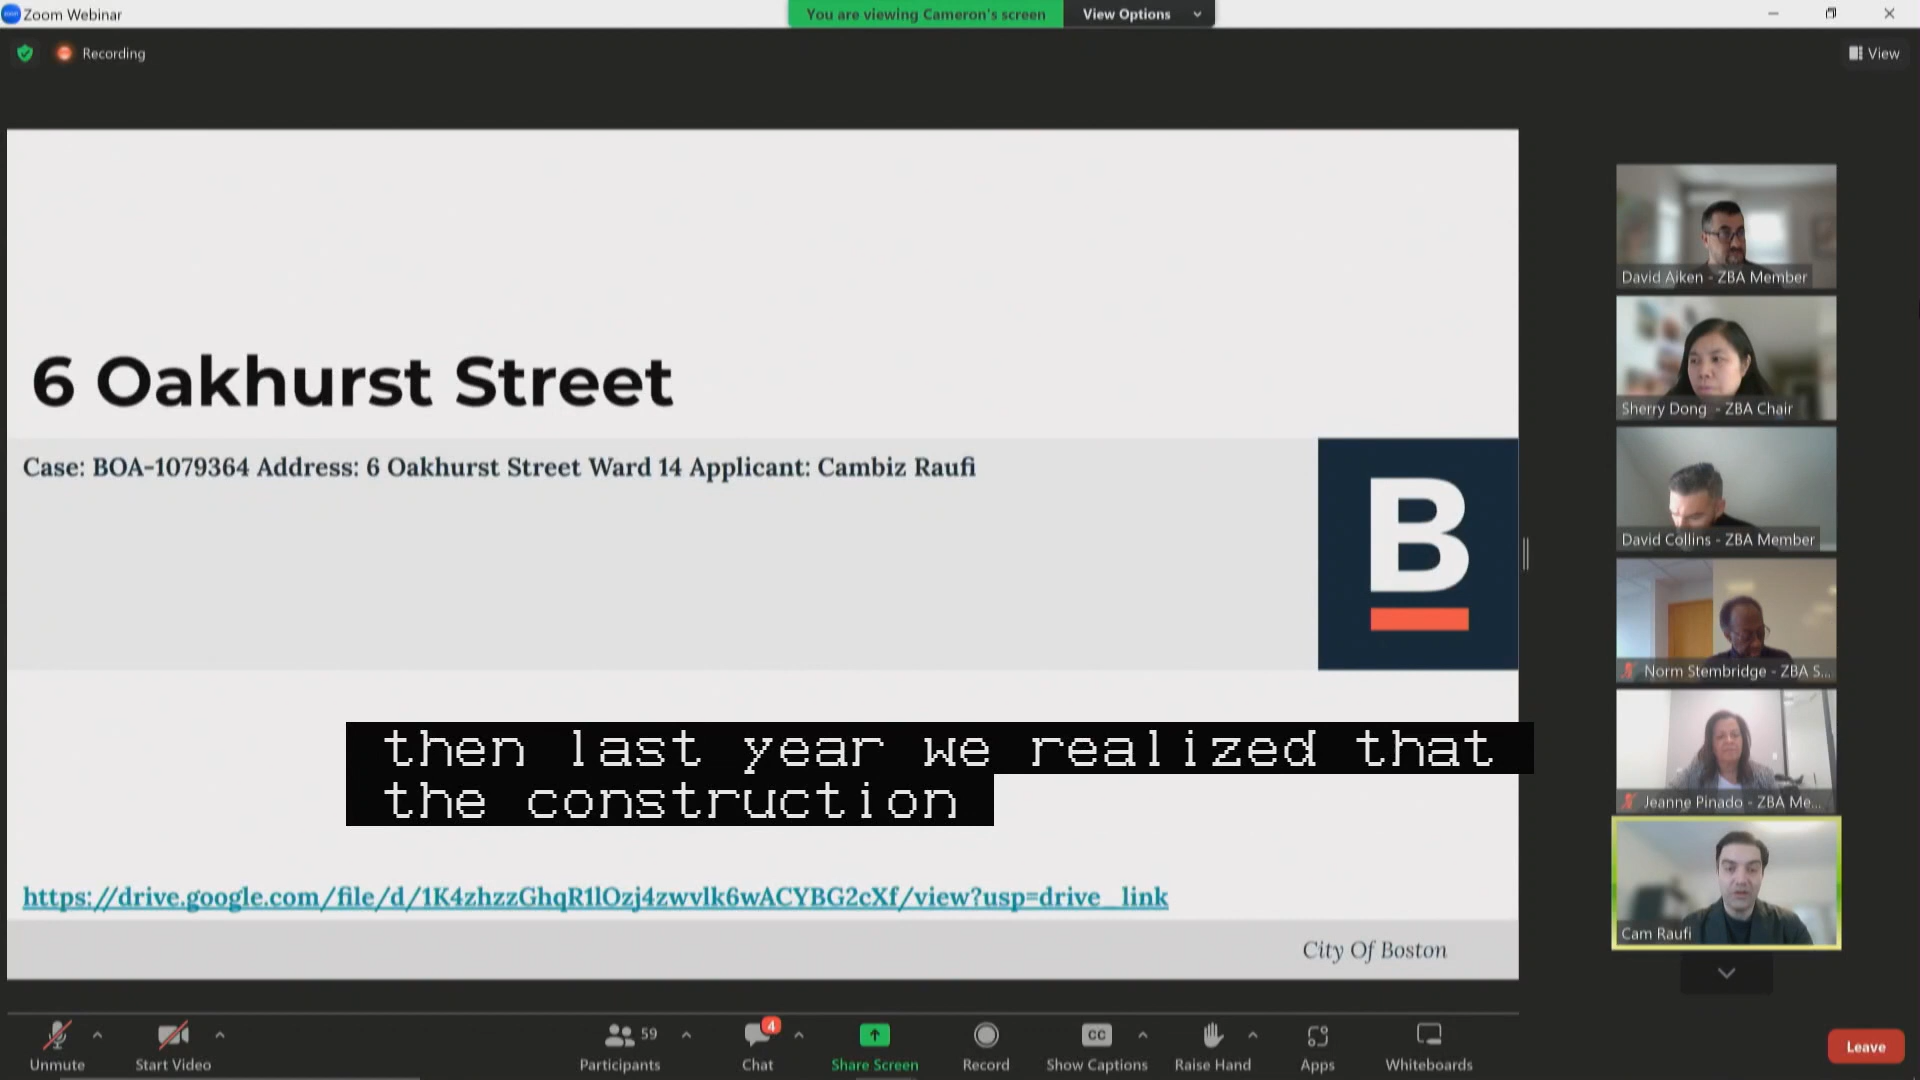 Zoom Webinar
You are viewing Cameron's screen
View Options
Recording
View
6 Oakhurst Street
Case: BOA-1079364 Address: 6 Oakhurst Street Ward 14 Applicant: Cambiz Raufi
B
then last year we realized that
the construction
https://drive.google.com/file/d/1K4zhzzGhqR1lOzj4zwvlk6wACYBG2cXf/view?usp=drive_link
City Of Boston
David Aiken - ZBA Member
Sherry Dong - ZBA Chair
David Collins - ZBA Member
Norm Stembridge - ZBA S...
Jeanne Pinado - ZBA Me...
Cam Raufi
Unmute
Start Video
59
Participants
4
Chat
Share Screen
Record
CC
Show Captions
Raise Hand
Apps
Whiteboards
Leave